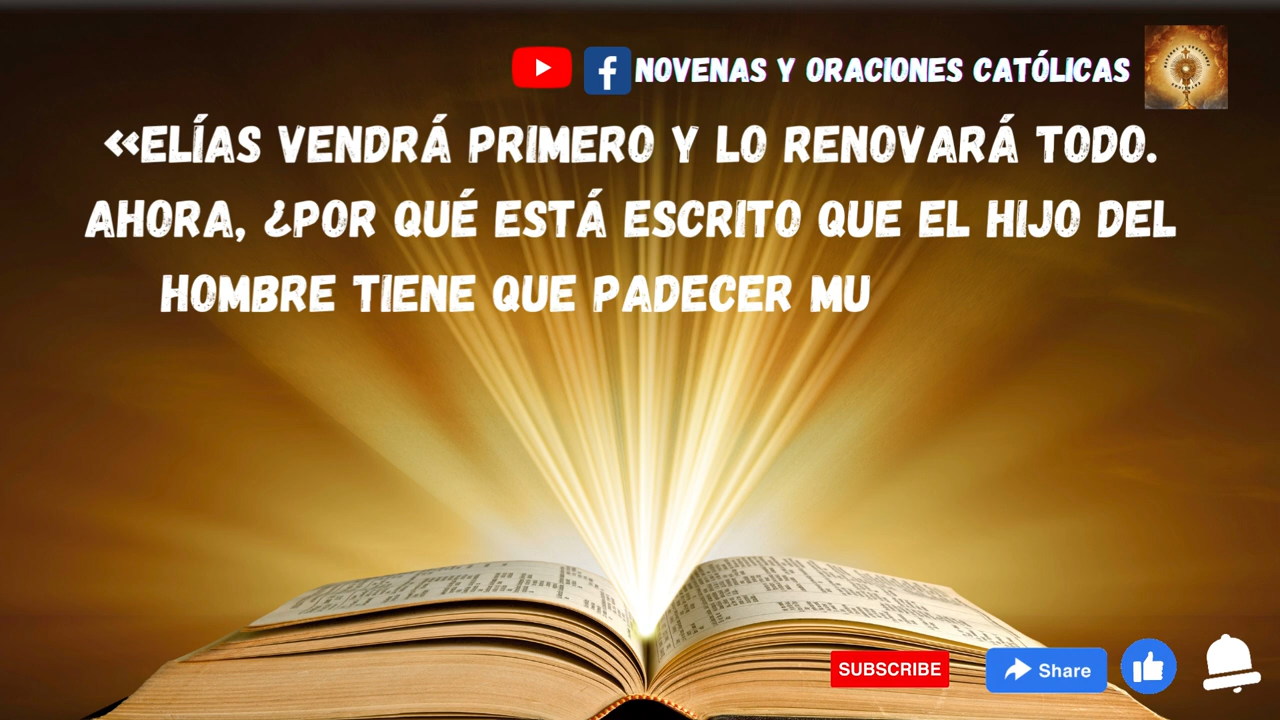 NOVENAS Y ORACIONES CATÓLICAS
«ELÍAS VENDRÁ PRIMERO Y LO RENOVARÁ TODO.
AHORA, ¿POR QUÉ ESTÁ ESCRITO QUE EL HIJO DEL
HOMBRE TIENE QUE PADECER MU
SUBSCRIBE
Share